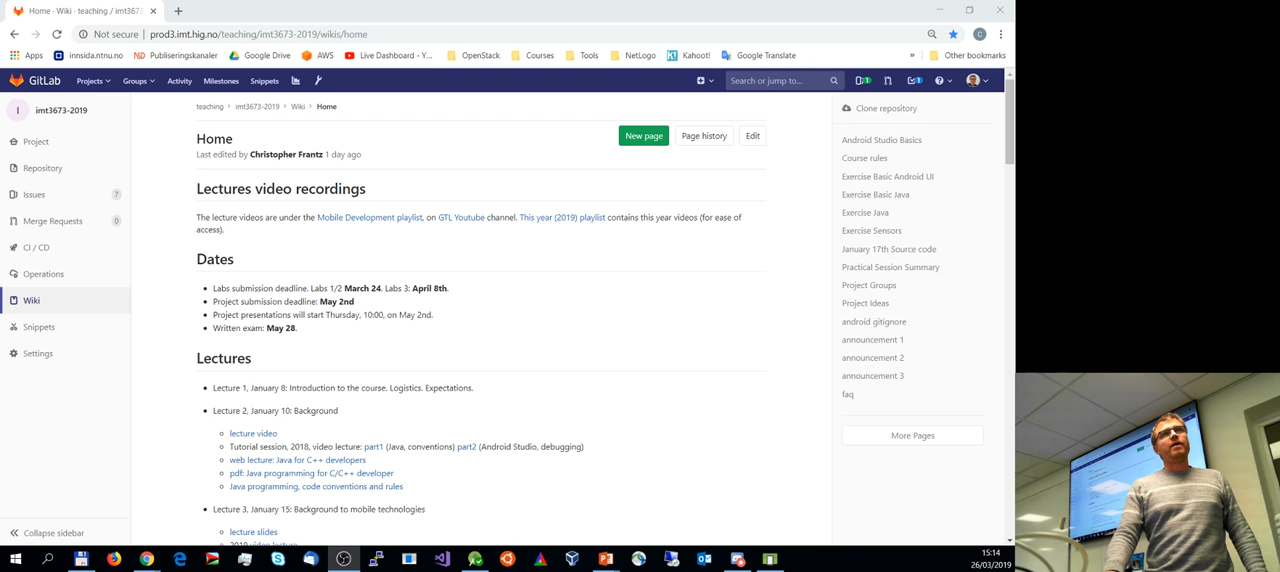 Home · Wiki · teaching / imt367
Not secure | prod3.imt.hig.no/teaching/imt3673-2019/wikis/home
Apps innsida.ntnu.no Publiseringskanaler Google Drive AWS Live Dashboard - Y... OpenStack Courses Tools NetLogo Kahoot! Google Translate » Other bookmarks
GitLab Projects Groups Activity Milestones Snippets Search or jump to...
I imt3673-2019
Project
Repository
Issues 7
Merge Requests 0
CI / CD
Operations
Wiki
Snippets
Settings
Collapse sidebar
teaching > imt3673-2019 > Wiki > Home
Home
New page Page history Edit
Last edited by Christopher Frantz 1 day ago
Lectures video recordings
The lecture videos are under the Mobile Development playlist, on GTL Youtube channel. This year (2019) playlist contains this year videos (for ease of
access).
Dates
• Labs submission deadline. Labs 1/2 March 24. Labs 3: April 8th.
• Project submission deadline: May 2nd
• Project presentations will start Thursday, 10:00, on May 2nd.
• Written exam: May 28.
Lectures
• Lecture 1, January 8: Introduction to the course. Logistics. Expectations.
• Lecture 2, January 10: Background
lecture video
Tutorial session, 2018, video lecture: part1 (Java, conventions) part2 (Android Studio, debugging)
web lecture: Java for C++ developers
pdf: Java programming for C/C++ developer
Java programming, code conventions and rules
• Lecture 3, January 15: Background to mobile technologies
lecture slides
2019 video lecture
Clone repository
Android Studio Basics
Course rules
Exercise Basic Android UI
Exercise Basic Java
Exercise Java
Exercise Sensors
January 17th Source code
Practical Session Summary
Project Groups
Project Ideas
android gitignore
announcement 1
announcement 2
announcement 3
faq
More Pages
15:14
26/03/2019